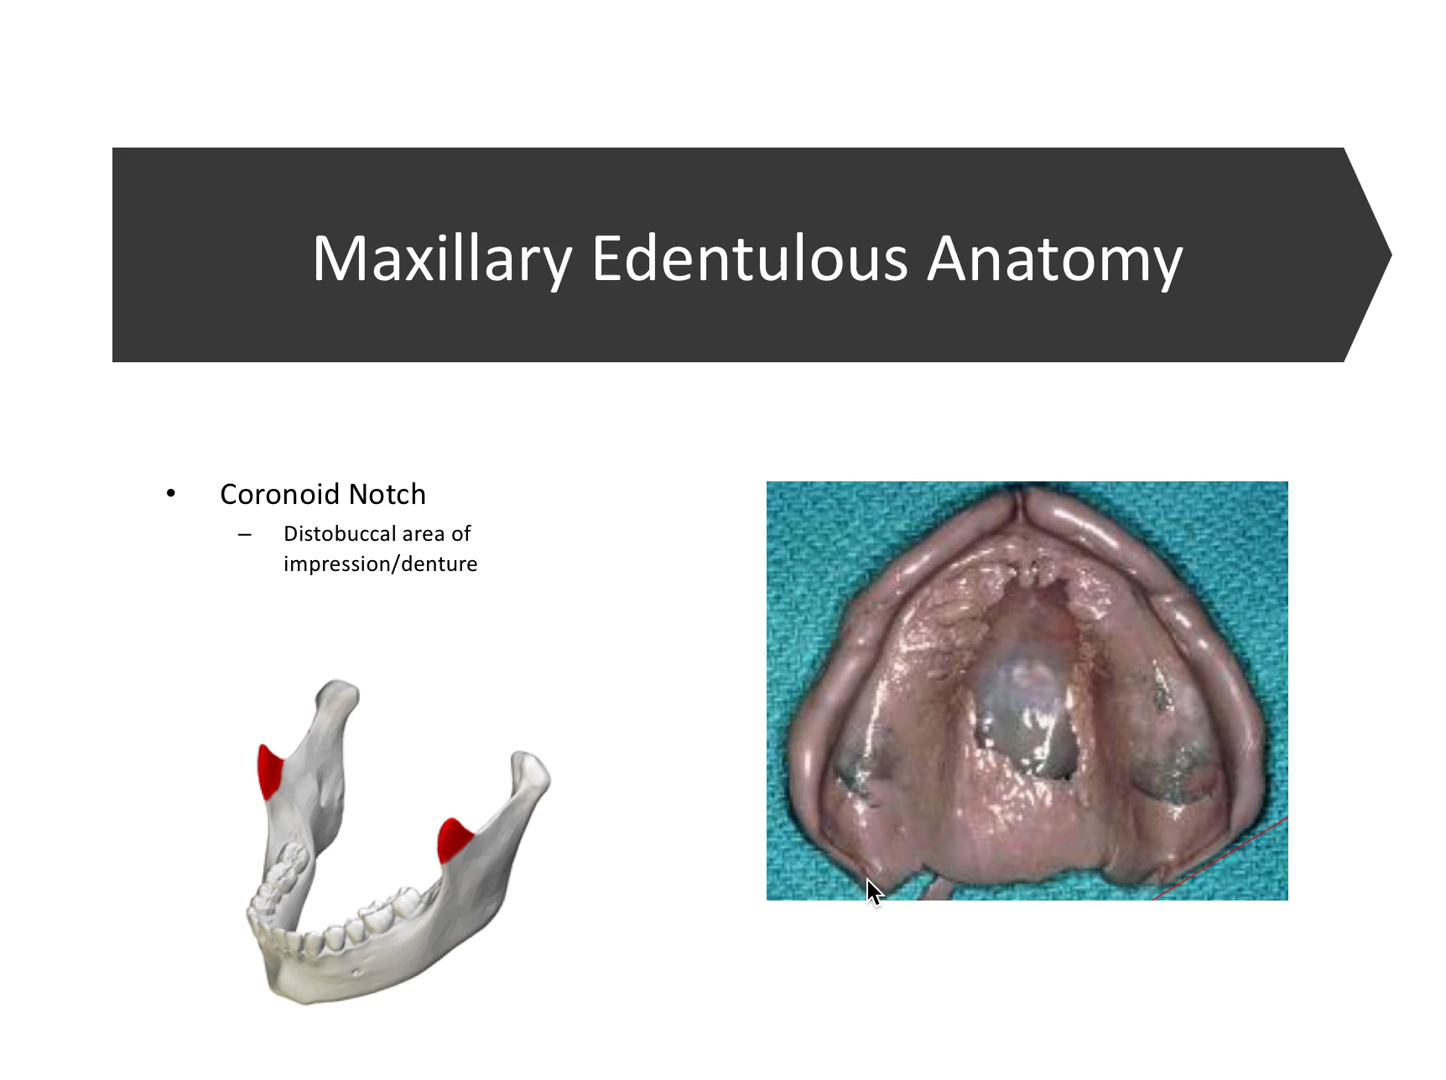 Maxillary Edentulous Anatomy
• Coronoid Notch
– Distobuccal area of
impression/denture